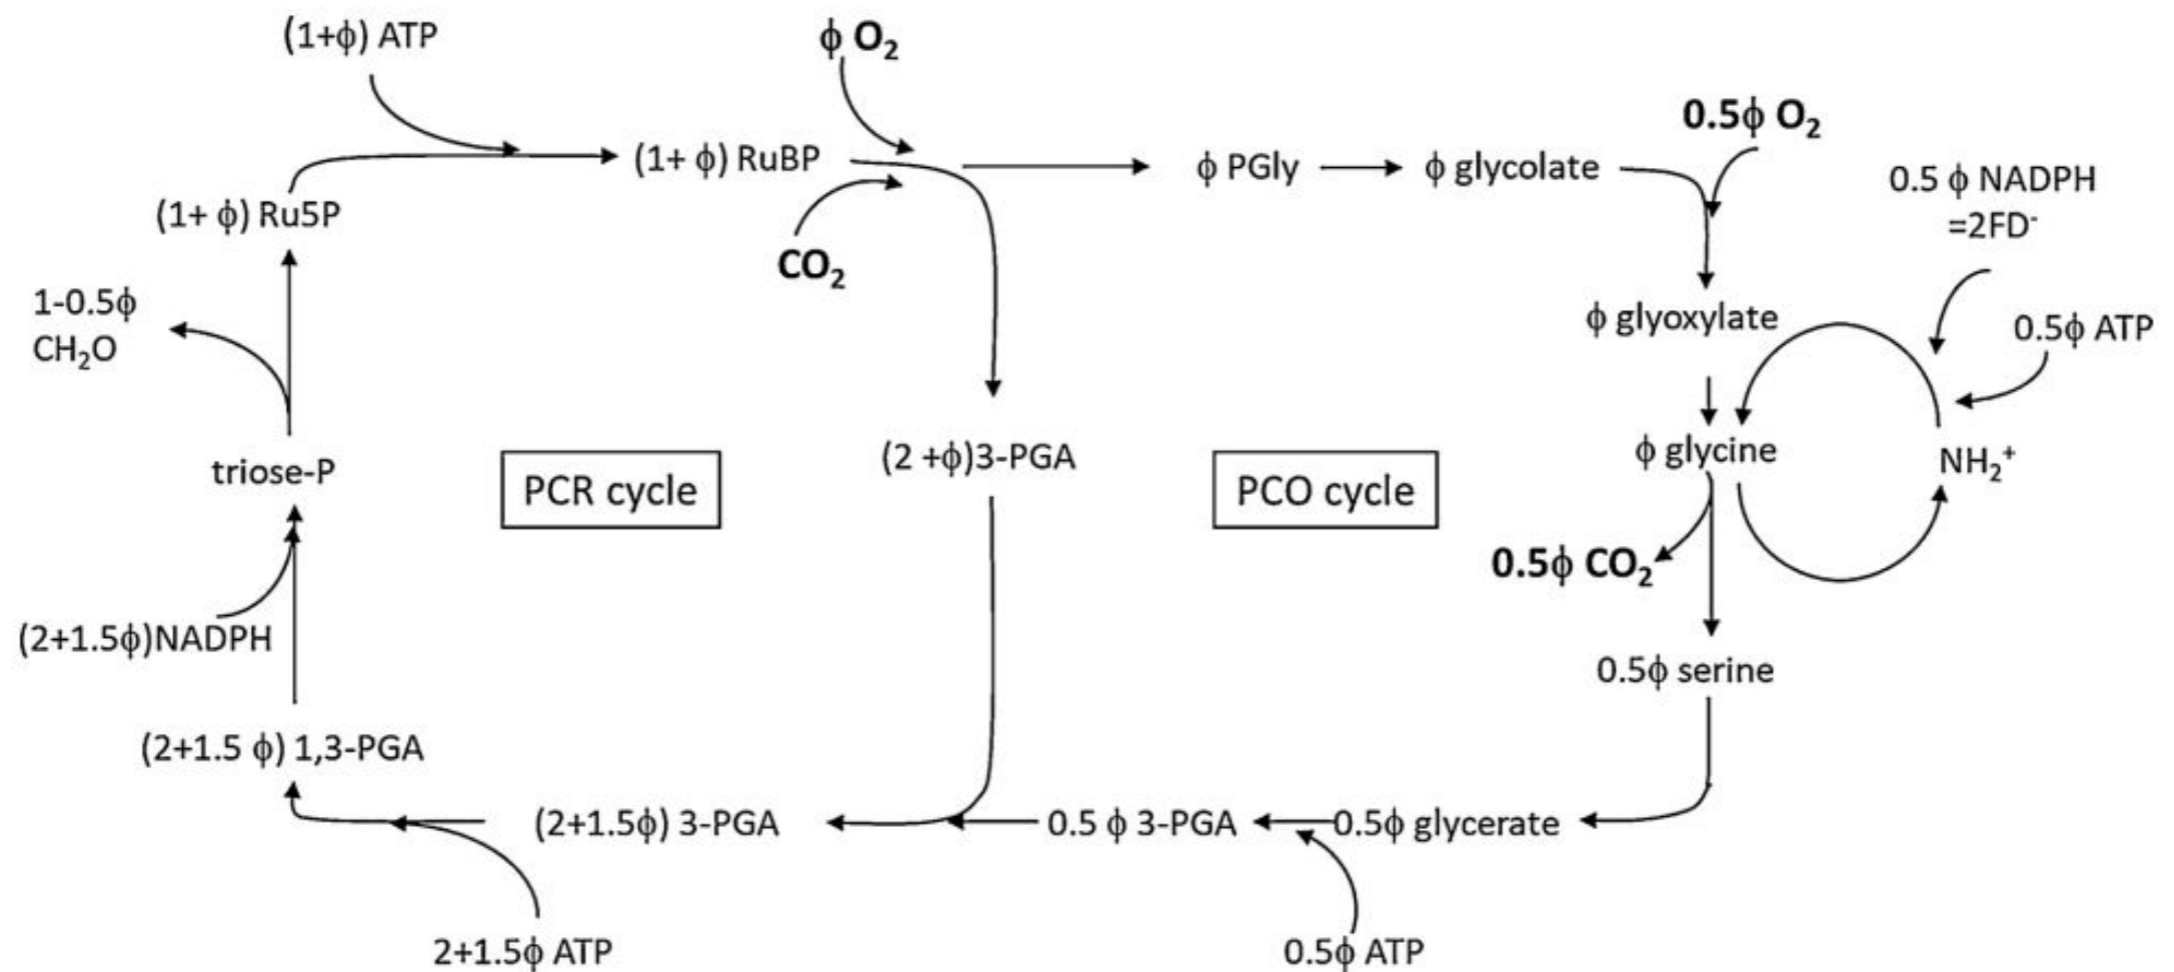 (1+ϕ) ATP
ϕ O₂
0.5ϕ O₂
(1+ ϕ) RuBP
ϕ PGly
ϕ glycolate
0.5 ϕ NADPH
=2FD⁻
(1+ ϕ) Ru5P
CO₂
1-0.5ϕ
CH₂O
ϕ glyoxylate
0.5ϕ ATP
triose-P
PCR cycle
(2 +ϕ)3-PGA
PCO cycle
ϕ glycine
NH₂⁺
0.5ϕ CO₂
(2+1.5ϕ)NADPH
0.5ϕ serine
(2+1.5 ϕ) 1,3-PGA
(2+1.5ϕ) 3-PGA
0.5 ϕ 3-PGA
0.5ϕ glycerate
2+1.5ϕ ATP
0.5ϕ ATP